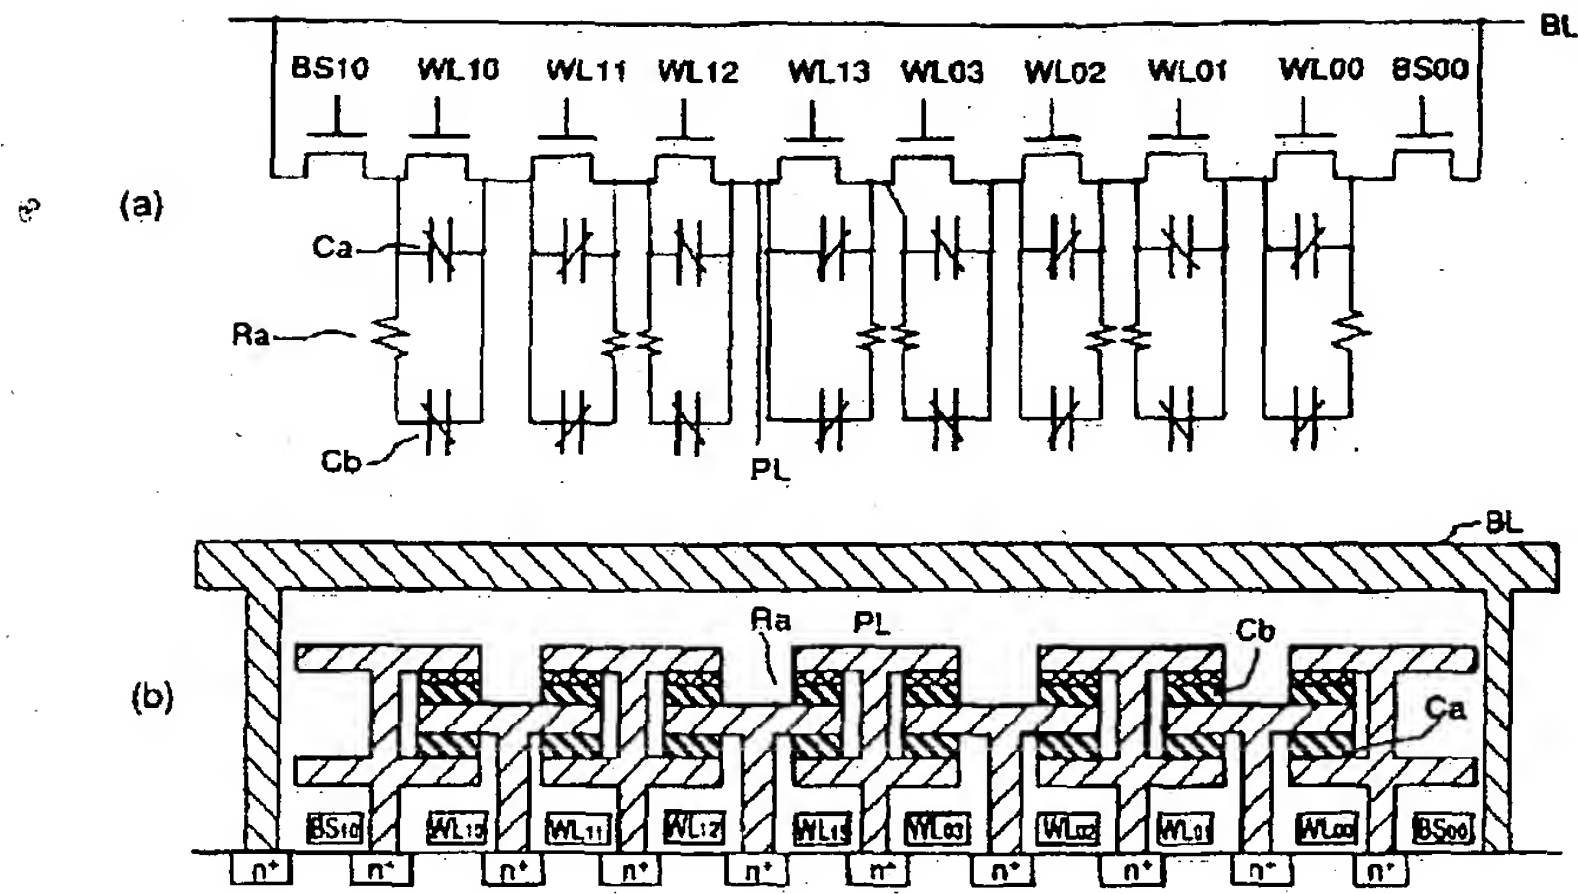 BL
BS10 WL10 WL11 WL12 WL13 WL03 WL02 WL01 WL00 BS00
(a)
Ca
Ra
Cb
PL
BL
Ra PL Cb
(b)
Ca
BS10 WL10 WL11 WL12 WL13 WL03 WL02 WL01 WL00 BS00
n+ n+ n+ n+ n+ n+ n+ n+ n+ n+